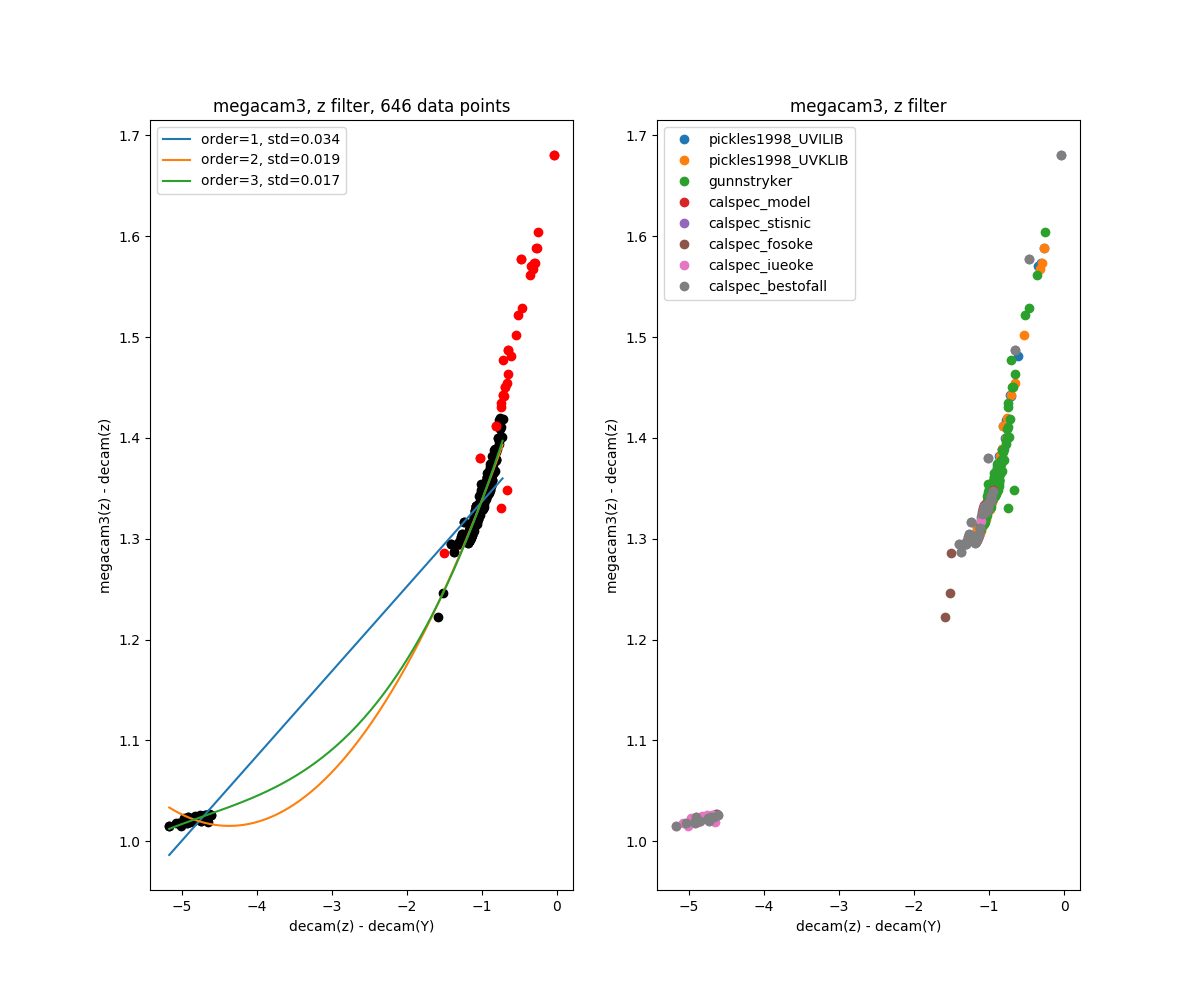 megacam3, z filter, 646 data points
order=1, std=0.034
order=2, std=0.019
order=3, std=0.017
1.7
1.6
1.5
1.4
1.3
1.2
1.1
1.0
megacam3(z) - decam(z)
−5
−4
−3
−2
−1
0
decam(z) - decam(Y)
megacam3, z filter
pickles1998_UVILIB
pickles1998_UVKLIB
gunnstryker
calspec_model
calspec_stisnic
calspec_fosoke
calspec_iueoke
calspec_bestofall
1.7
1.6
1.5
1.4
1.3
1.2
1.1
1.0
megacam3(z) - decam(z)
−5
−4
−3
−2
−1
0
decam(z) - decam(Y)